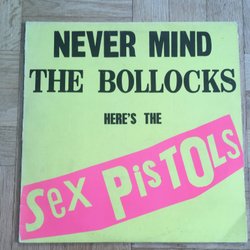 NEVER MIND
THE BOLLOCKS
HERE'S THE
Sex PiSTOLS